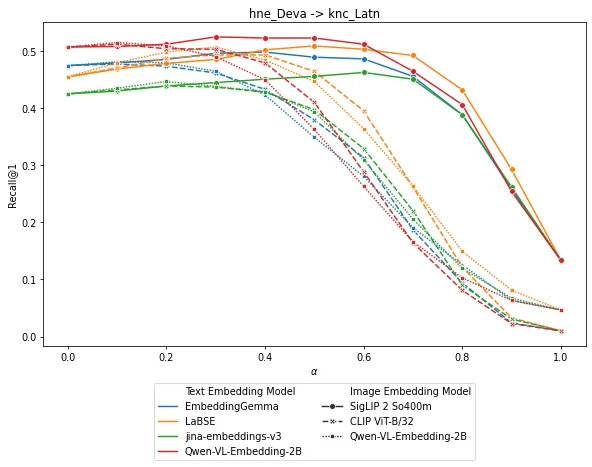 hne_Deva -> knc_Latn
Recall@1
0.5
0.4
0.3
0.2
0.1
0.0
0.0 0.2 0.4 0.6 0.8 1.0
α
Text Embedding Model
EmbeddingGemma
LaBSE
jina-embeddings-v3
Qwen-VL-Embedding-2B
Image Embedding Model
SigLIP 2 So400m
CLIP ViT-B/32
Qwen-VL-Embedding-2B